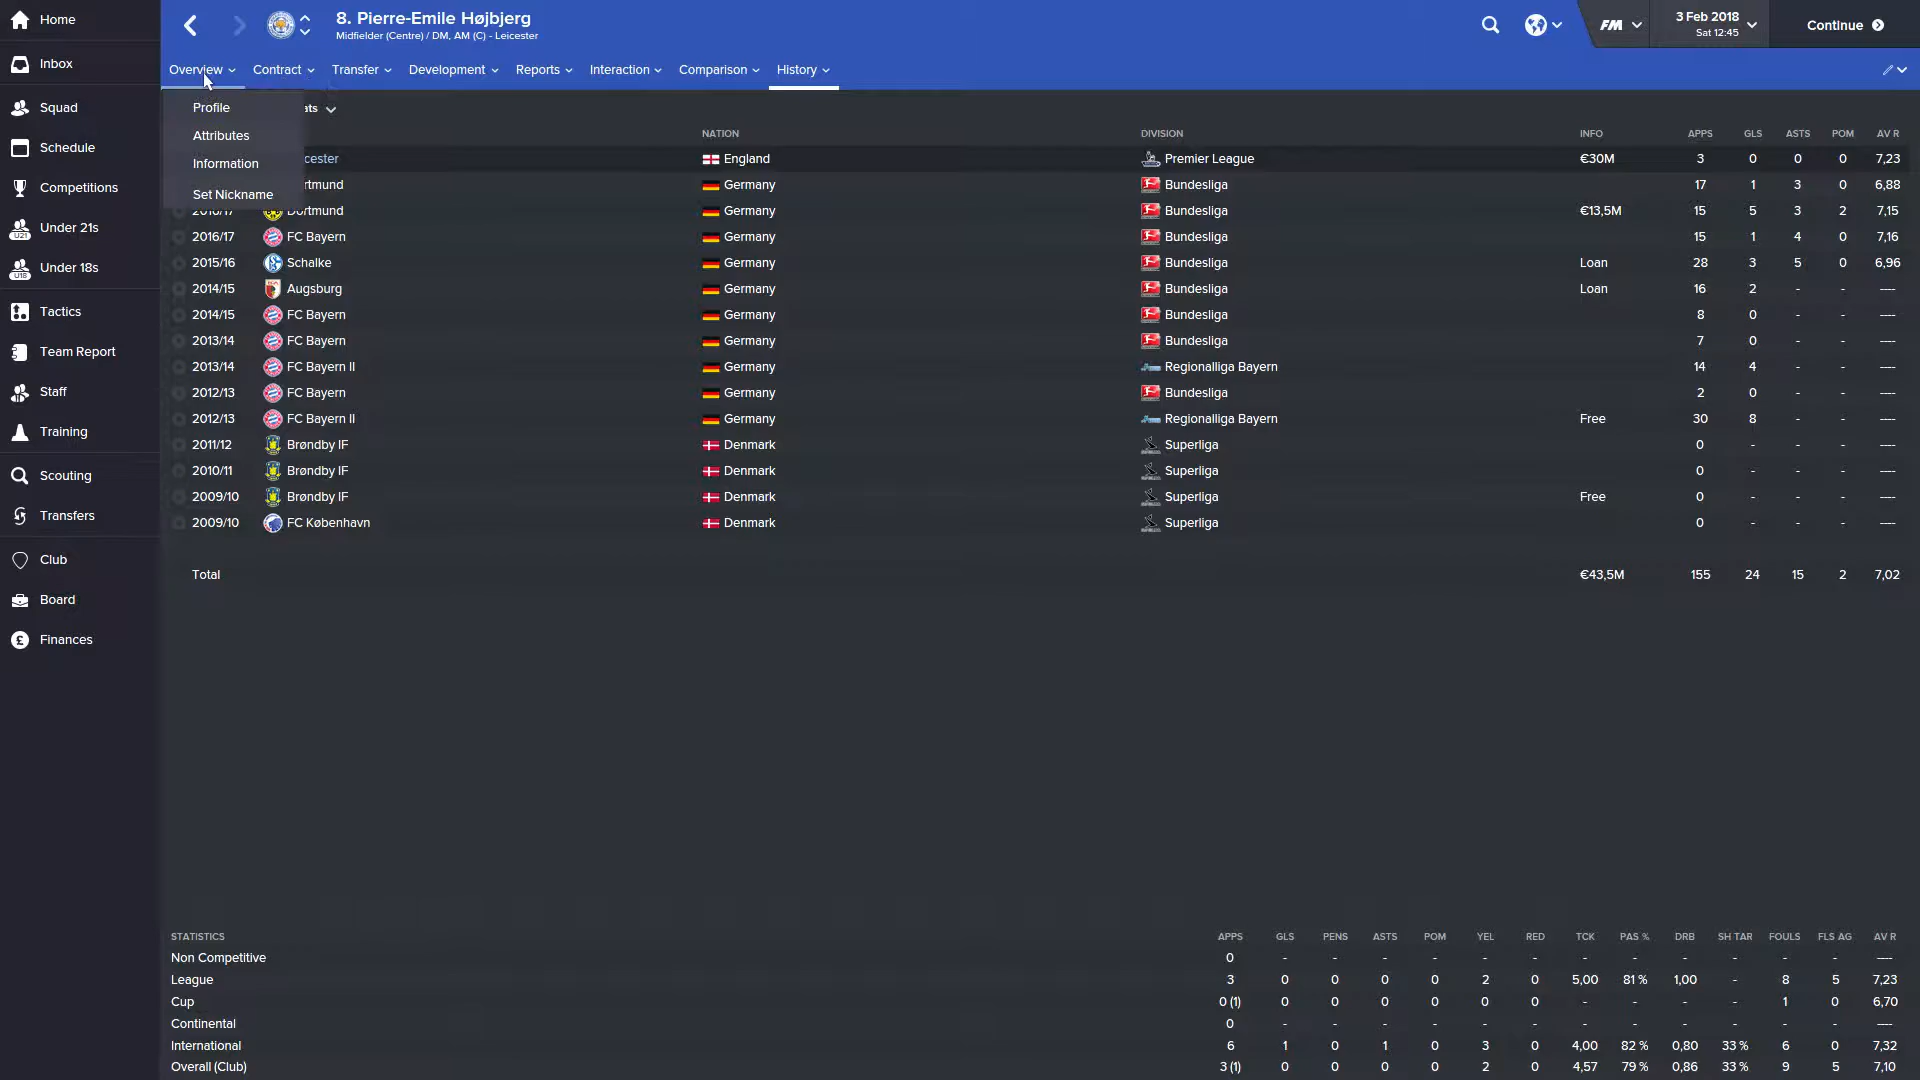 Home
Inbox
Squad
Schedule
Competitions
Under 21s
Under 18s
Tactics
Team Report
Staff
Training
Scouting
Transfers
Club
Board
Finances
8. Pierre-Emile Højbjerg
Midfielder (Centre) / DM, AM (C) - Leicester
FM
3 Feb 2018
Sat 12:45
Continue
Overview Contract Transfer Development Reports Interaction Comparison History
Profile
Attributes
Information
Set Nickname
ats
NATION DIVISION INFO APPS GLS ASTS POM AV R
cester England Premier League €30M 3 0 0 0 7,23
rtmund Germany Bundesliga 17 1 3 0 6,88
2016/17 Dortmund Germany Bundesliga €13,5M 15 5 3 2 7,15
2016/17 FC Bayern Germany Bundesliga 15 1 4 0 7,16
2015/16 Schalke Germany Bundesliga Loan 28 3 5 0 6,96
2014/15 Augsburg Germany Bundesliga Loan 16 2 - - ----
2014/15 FC Bayern Germany Bundesliga 8 0 - - ----
2013/14 FC Bayern Germany Bundesliga 7 0 - - ----
2013/14 FC Bayern II Germany Regionalliga Bayern 14 4 - - ----
2012/13 FC Bayern Germany Bundesliga 2 0 - - ----
2012/13 FC Bayern II Germany Regionalliga Bayern Free 30 8 - - ----
2011/12 Brøndby IF Denmark Superliga 0 - - - ----
2010/11 Brøndby IF Denmark Superliga 0 - - - ----
2009/10 Brøndby IF Denmark Superliga Free 0 - - - ----
2009/10 FC København Denmark Superliga 0 - - - ----
Total €43,5M 155 24 15 2 7,02
STATISTICS APPS GLS PENS ASTS POM YEL RED TCK PAS % DRB SH TAR FOULS FLS AG AV R
Non Competitive 0 - - - - - - - - - - - - ----
League 3 0 0 0 0 2 0 5,00 81 % 1,00 - 8 5 7,23
Cup 0 (1) 0 0 0 0 0 0 - - - - 1 0 6,70
Continental 0 - - - - - - - - - - - - ----
International 6 1 0 1 0 3 0 4,00 82 % 0,80 33 % 6 0 7,32
Overall (Club) 3 (1) 0 0 0 0 2 0 4,57 79 % 0,86 33 % 9 5 7,10